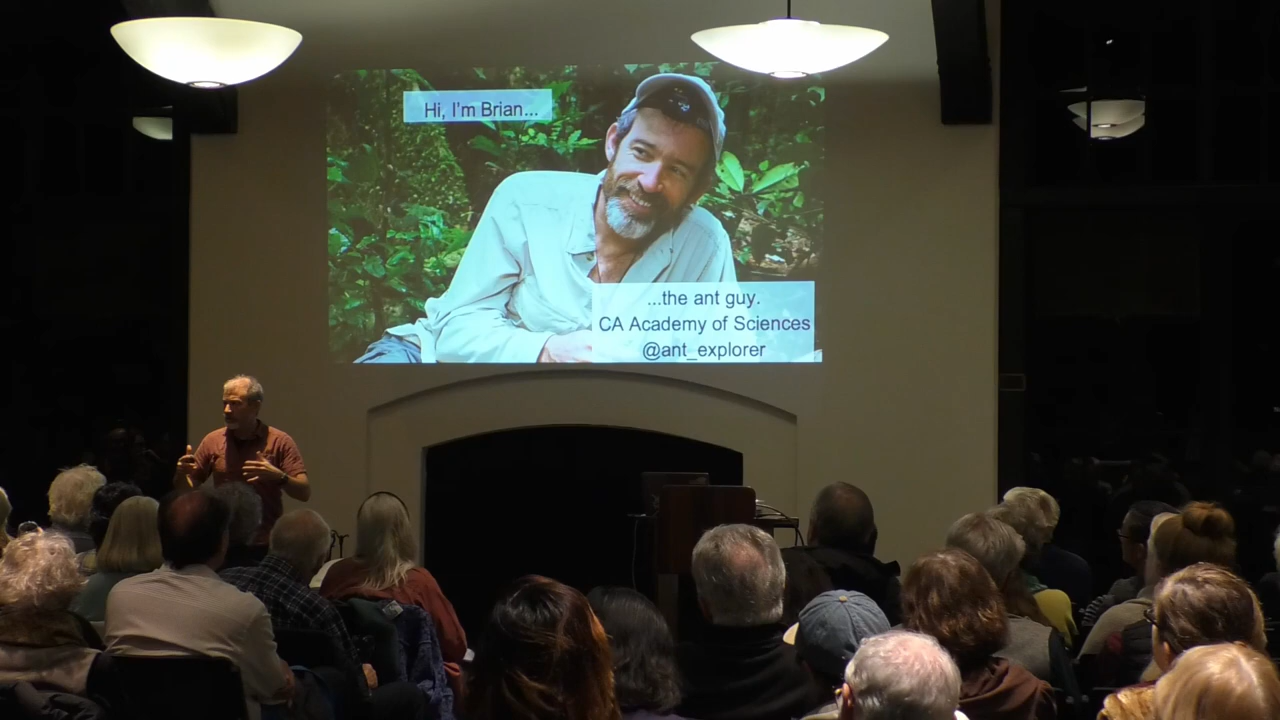 Hi, I'm Brian...
...the ant guy.
CA Academy of Sciences
@ant_explorer